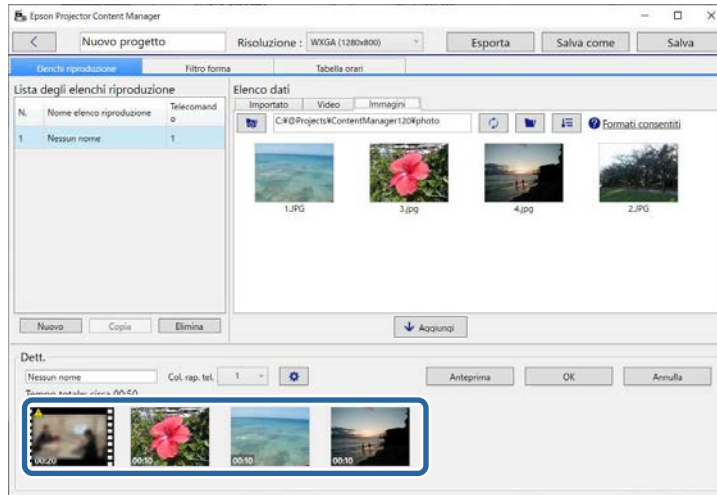 Epson Projector Content Manager
Nuovo progetto Risoluzione : WXGA (1280x800) Esporta Salva come Salva
Elenchi riproduzione Filtro forma Tabella orari
Lista degli elenchi riproduzione
N. Nome elenco riproduzione Telecomando
1 Nessun nome 1
Nuovo Copia Elimina
Elenco dati
Importato Video Immagini
C:¥@Projects¥ContentManager120¥photo Formati consentiti
1.JPG 3.jpg 4.jpg 2.JPG
Aggiungi
Dett.
Nessun nome Col. rap. tel. 1 Anteprima OK Annulla
Tempo totale: circa 00:50
00:20 00:10 00:10 00:10